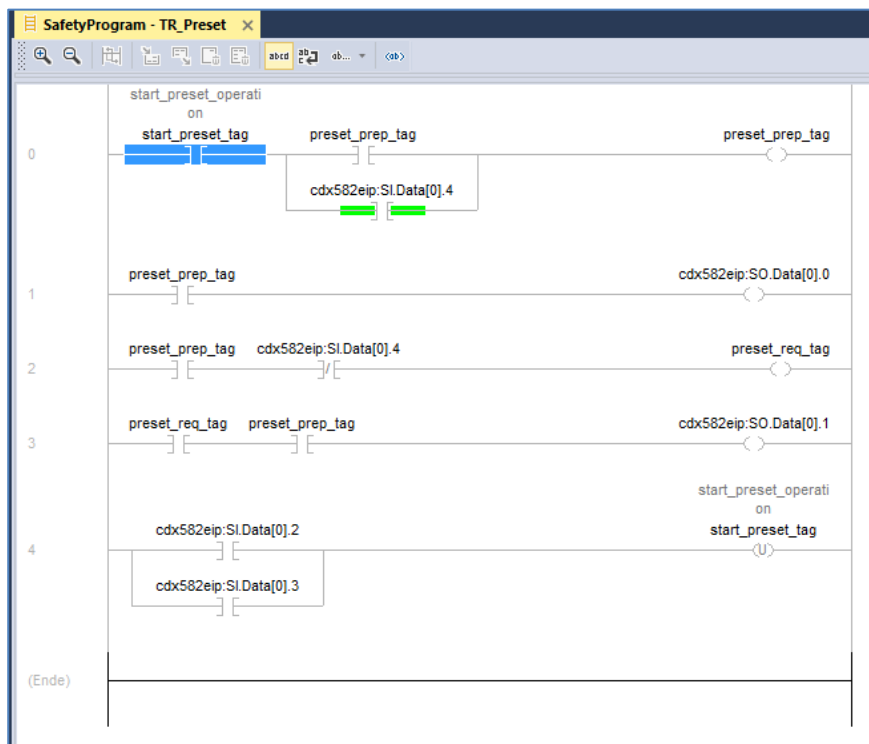 SafetyProgram - TR_Preset ×
abcd ab c ab... <ab>
start_preset_operati
on
start_preset_tag preset_prep_tag preset_prep_tag
0
cdx582eip:SI.Data[0].4
preset_prep_tag cdx582eip:SO.Data[0].0
1
preset_prep_tag cdx582eip:SI.Data[0].4 preset_req_tag
2
preset_req_tag preset_prep_tag cdx582eip:SO.Data[0].1
3
start_preset_operati
on
cdx582eip:SI.Data[0].2 start_preset_tag
4 U
cdx582eip:SI.Data[0].3
(Ende)